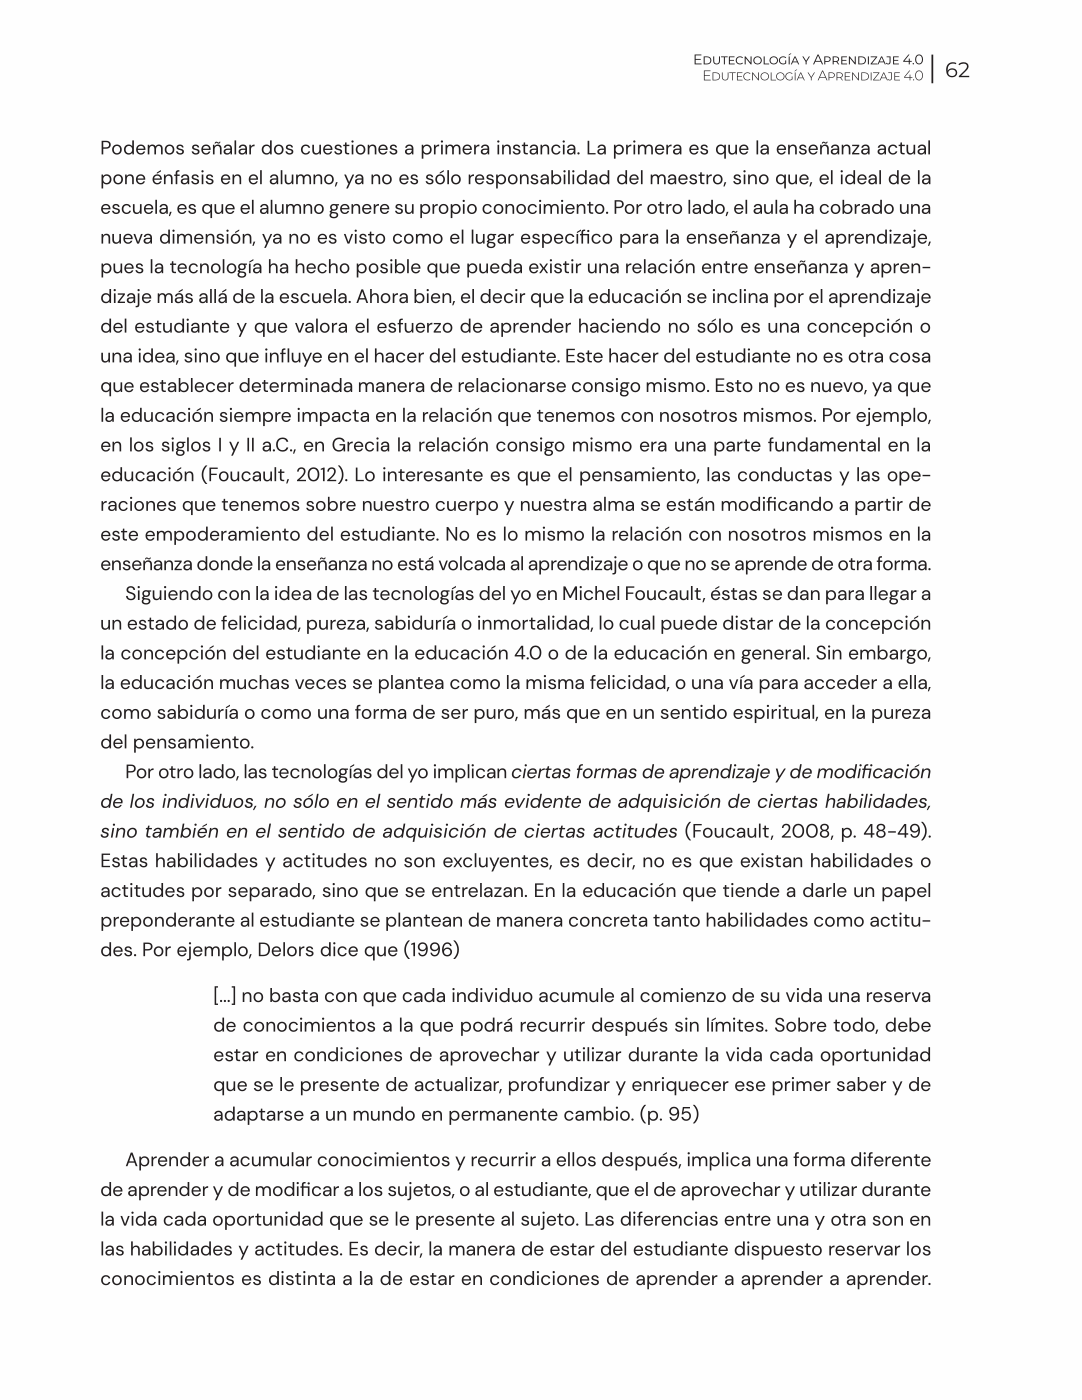 Edutecnología y Aprendizaje 4.0
Edutecnología y Aprendizaje 4.0
62
Podemos señalar dos cuestiones a primera instancia. La primera es que la enseñanza actual
pone énfasis en el alumno, ya no es sólo responsabilidad del maestro, sino que, el ideal de la
escuela, es que el alumno genere su propio conocimiento. Por otro lado, el aula ha cobrado una
nueva dimensión, ya no es visto como el lugar específico para la enseñanza y el aprendizaje,
pues la tecnología ha hecho posible que pueda existir una relación entre enseñanza y apren-
dizaje más allá de la escuela. Ahora bien, el decir que la educación se inclina por el aprendizaje
del estudiante y que valora el esfuerzo de aprender haciendo no sólo es una concepción o
una idea, sino que influye en el hacer del estudiante. Este hacer del estudiante no es otra cosa
que establecer determinada manera de relacionarse consigo mismo. Esto no es nuevo, ya que
la educación siempre impacta en la relación que tenemos con nosotros mismos. Por ejemplo,
en los siglos I y II a.C., en Grecia la relación consigo mismo era una parte fundamental en la
educación (Foucault, 2012). Lo interesante es que el pensamiento, las conductas y las ope-
raciones que tenemos sobre nuestro cuerpo y nuestra alma se están modificando a partir de
este empoderamiento del estudiante. No es lo mismo la relación con nosotros mismos en la
enseñanza donde la enseñanza no está volcada al aprendizaje o que no se aprende de otra forma.
Siguiendo con la idea de las tecnologías del yo en Michel Foucault, éstas se dan para llegar a
un estado de felicidad, pureza, sabiduría o inmortalidad, lo cual puede distar de la concepción
la concepción del estudiante en la educación 4.0 o de la educación en general. Sin embargo,
la educación muchas veces se plantea como la misma felicidad, o una vía para acceder a ella,
como sabiduría o como una forma de ser puro, más que en un sentido espiritual, en la pureza
del pensamiento.
Por otro lado, las tecnologías del yo implican ciertas formas de aprendizaje y de modificación
de los individuos, no sólo en el sentido más evidente de adquisición de ciertas habilidades,
sino también en el sentido de adquisición de ciertas actitudes (Foucault, 2008, p. 48-49).
Estas habilidades y actitudes no son excluyentes, es decir, no es que existan habilidades o
actitudes por separado, sino que se entrelazan. En la educación que tiende a darle un papel
preponderante al estudiante se plantean de manera concreta tanto habilidades como actitu-
des. Por ejemplo, Delors dice que (1996)
[...] no basta con que cada individuo acumule al comienzo de su vida una reserva
de conocimientos a la que podrá recurrir después sin límites. Sobre todo, debe
estar en condiciones de aprovechar y utilizar durante la vida cada oportunidad
que se le presente de actualizar, profundizar y enriquecer ese primer saber y de
adaptarse a un mundo en permanente cambio. (p. 95)
Aprender a acumular conocimientos y recurrir a ellos después, implica una forma diferente
de aprender y de modificar a los sujetos, o al estudiante, que el de aprovechar y utilizar durante
la vida cada oportunidad que se le presente al sujeto. Las diferencias entre una y otra son en
las habilidades y actitudes. Es decir, la manera de estar del estudiante dispuesto reservar los
conocimientos es distinta a la de estar en condiciones de aprender a aprender a aprender.